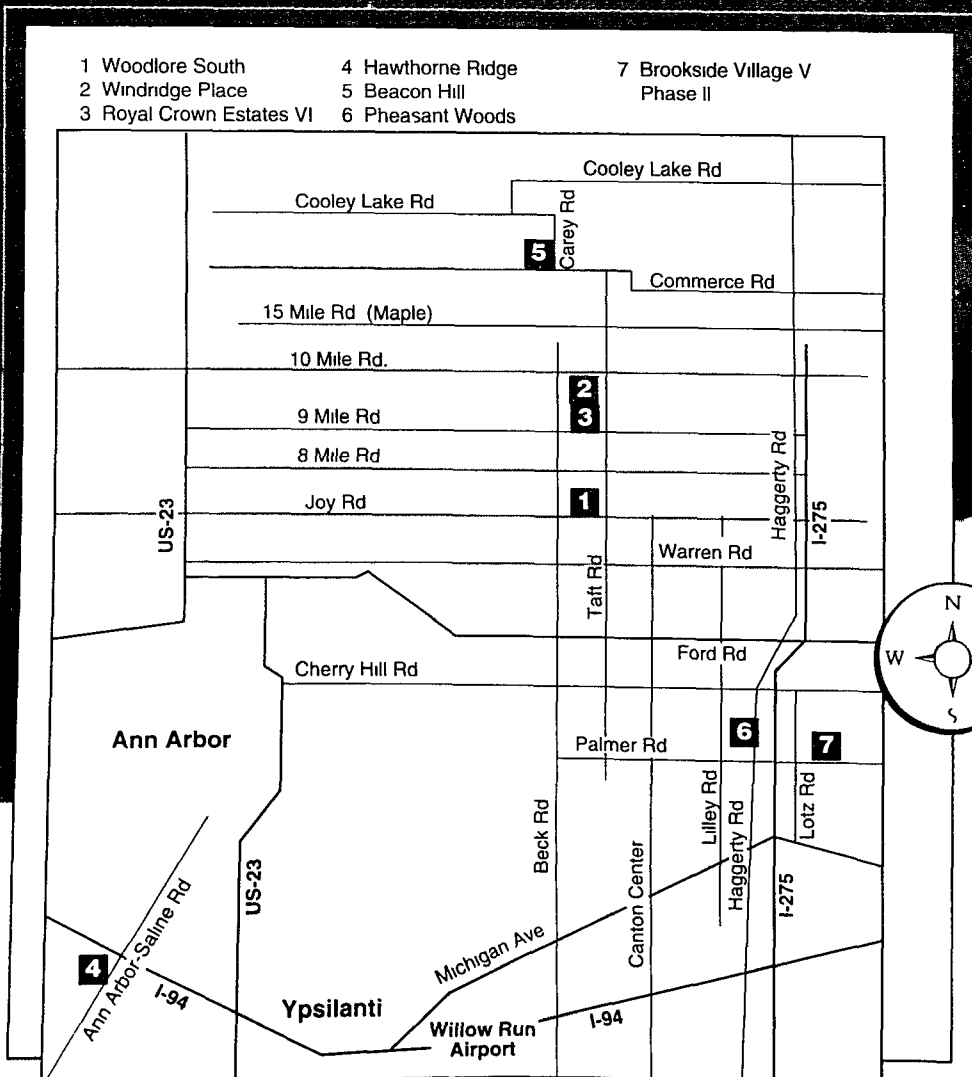 1 Woodlore South
2 Windridge Place
3 Royal Crown Estates VI
4 Hawthorne Ridge
5 Beacon Hill
6 Pheasant Woods
7 Brookside Village V
Phase II
Cooley Lake Rd
Cooley Lake Rd
Carey Rd
5
Commerce Rd
15 Mile Rd (Maple)
10 Mile Rd.
2
9 Mile Rd
3
8 Mile Rd
Haggerty Rd
Joy Rd
1
US-23
I-275
Warren Rd
Taft Rd
N
Ford Rd
W
Cherry Hill Rd
S
Ann Arbor
6
7
Palmer Rd
Beck Rd
Lilley Rd
Lotz Rd
Haggerty Rd
US-23
Canton Center
I-275
Ann Arbor-Saline Rd
Michigan Ave
4
I-94
Ypsilanti
I-94
Willow Run
Airport